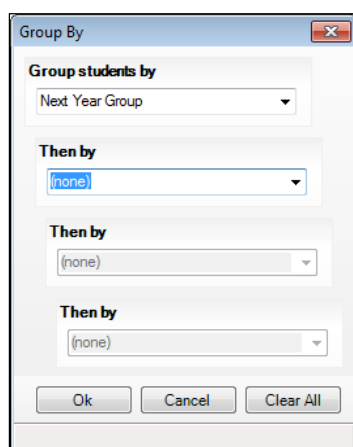 Group By
Group students by
Next Year Group
Then by
(none)
Then by
(none)
Then by
(none)
Ok Cancel Clear All